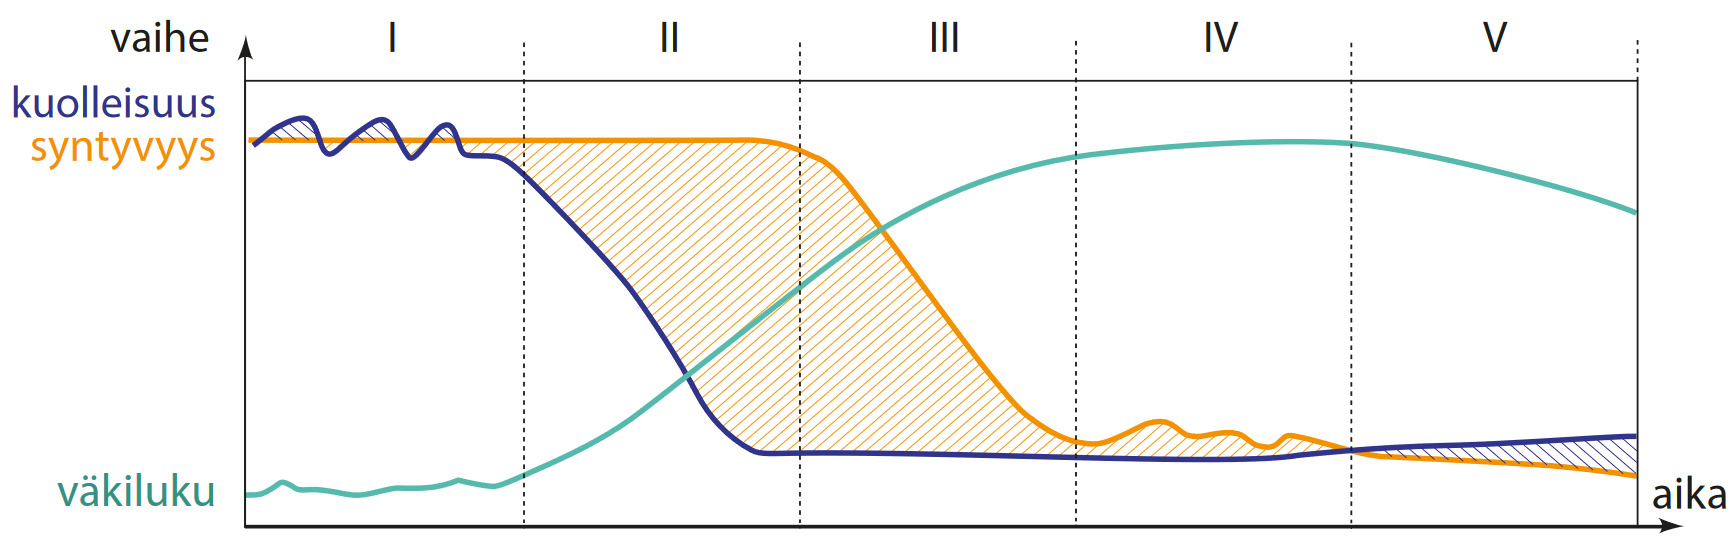 vaihe I II III IV V
kuolleisuus
syntyvyys
väkiluku
aika